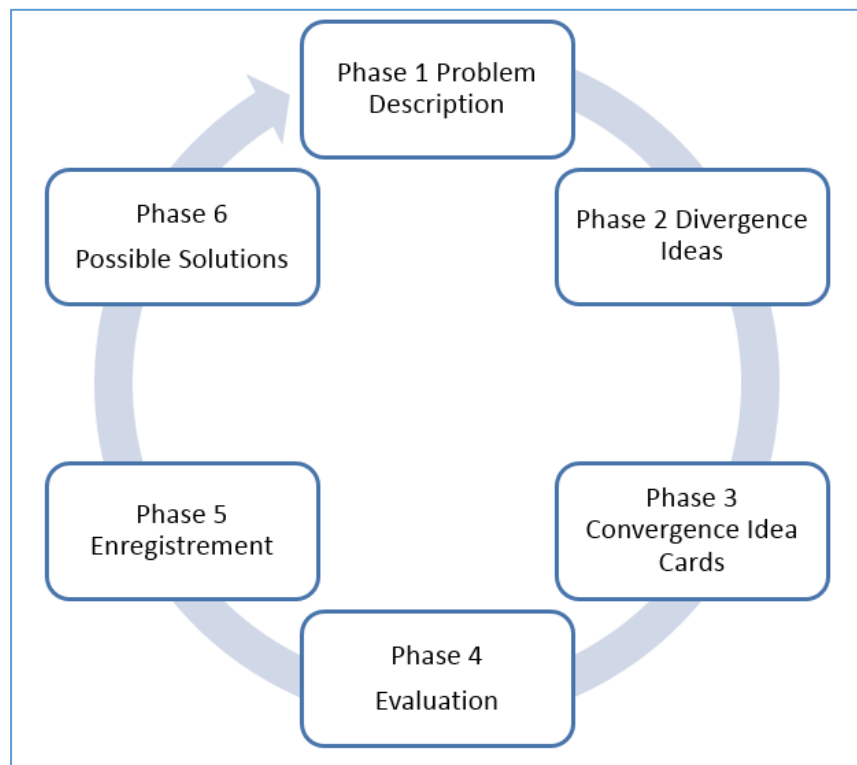 Phase 1 Problem
Description
Phase 2 Divergence
Ideas
Phase 3
Convergence Idea
Cards
Phase 4
Evaluation
Phase 5
Enregistrement
Phase 6
Possible Solutions